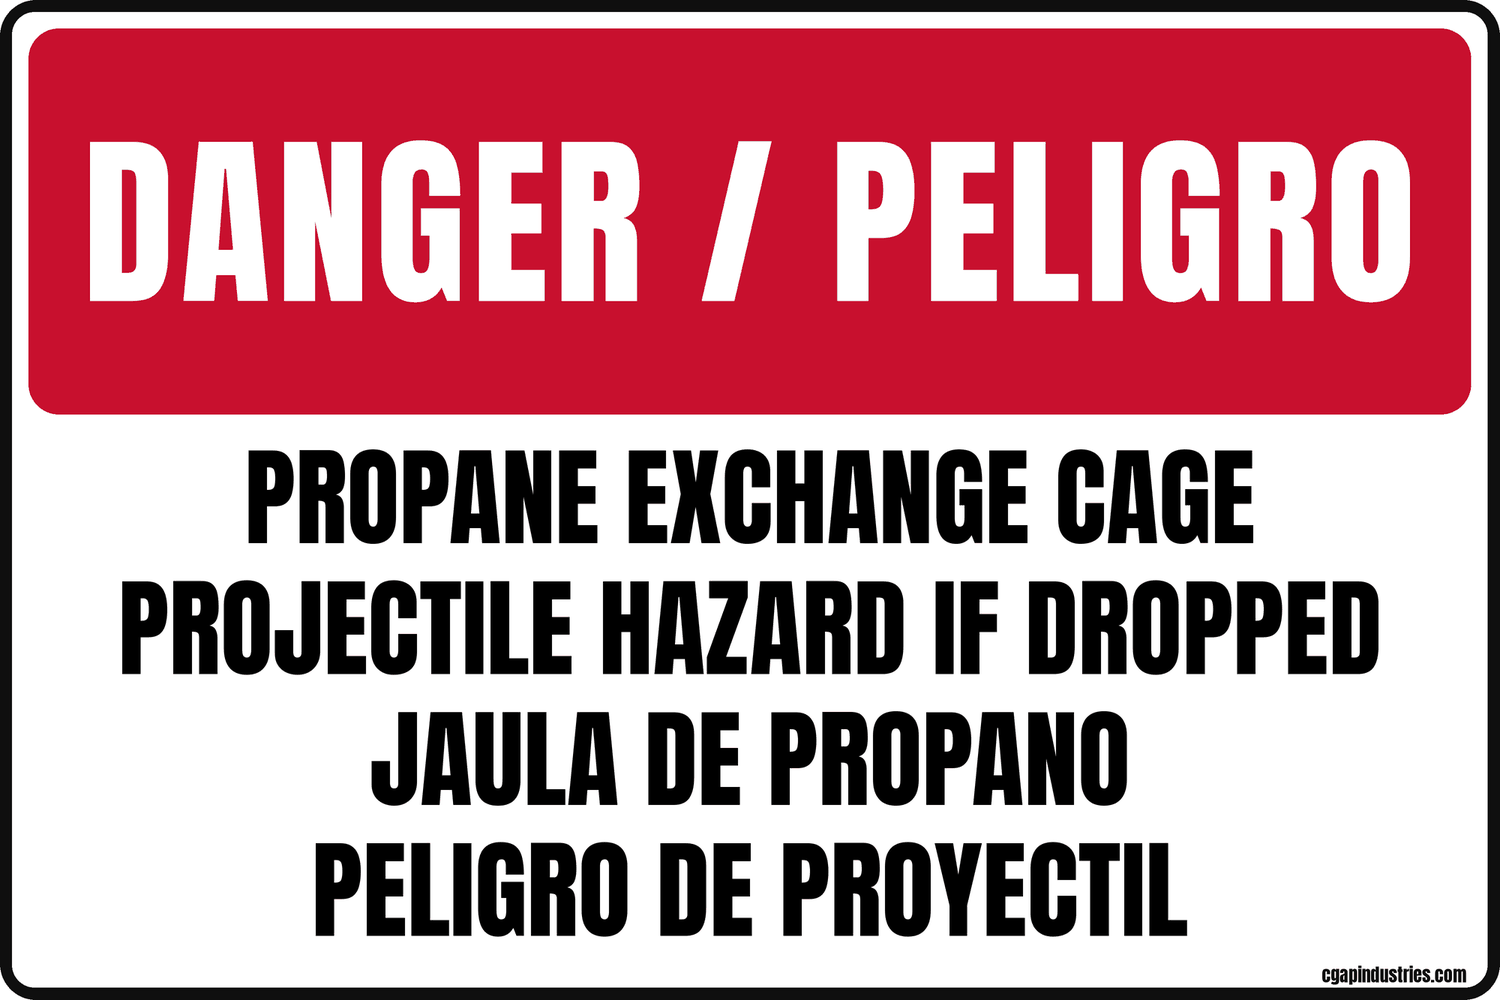 DANGER / PELIGRO
PROPANE EXCHANGE CAGE
PROJECTILE HAZARD IF DROPPED
JAULA DE PROPANO
PELIGRO DE PROYECTIL
cgapindustries.com